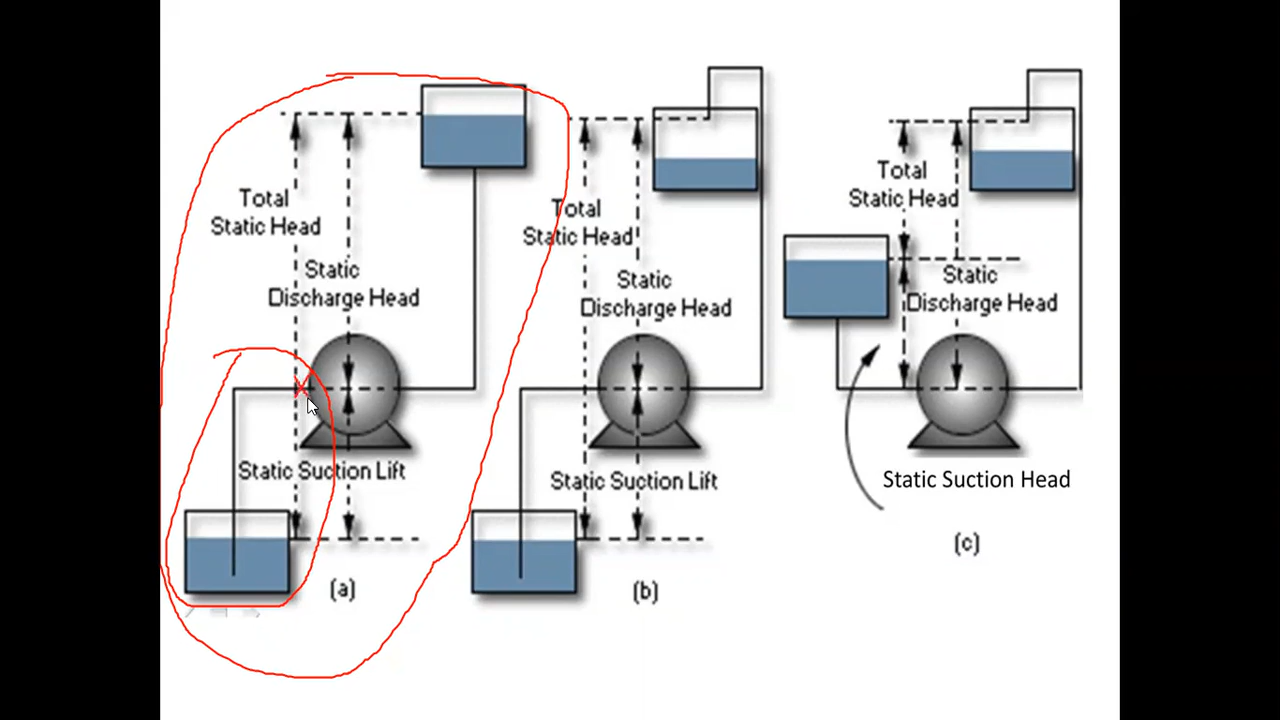 Total
Static Head
Static
Discharge Head
Static Suction Lift
(a)
Total
Static Head
Static
Discharge Head
Static Suction Lift
(b)
Total
Static Head
Static
Discharge Head
Static Suction Head
(c)